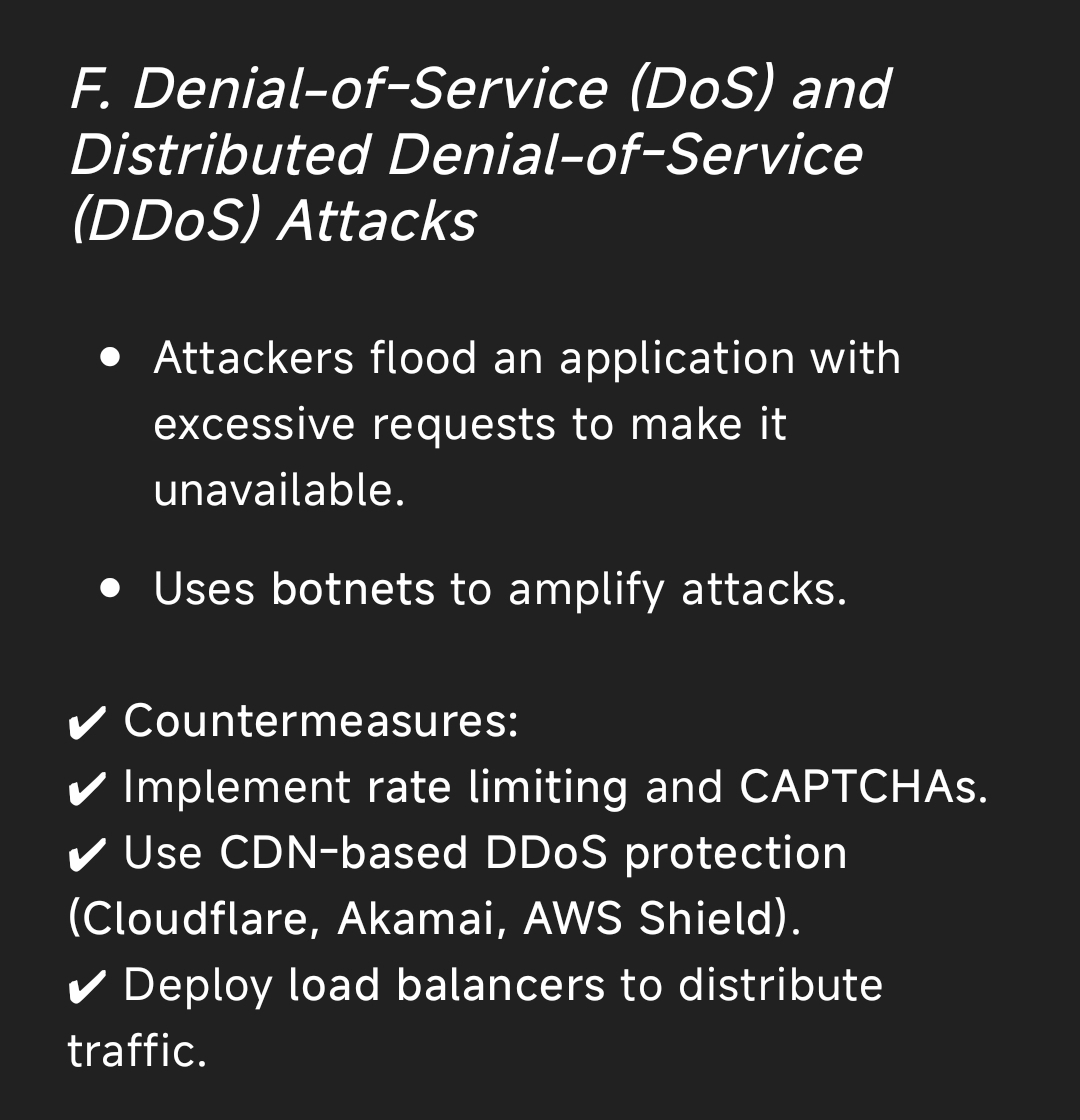 F. Denial-of-Service (DoS) and
Distributed Denial-of-Service
(DDoS) Attacks
• Attackers flood an application with
excessive requests to make it
unavailable.
• Uses botnets to amplify attacks.
✔ Countermeasures:
✔ Implement rate limiting and CAPTCHAs.
✔ Use CDN-based DDoS protection
(Cloudflare, Akamai, AWS Shield).
✔ Deploy load balancers to distribute
traffic.